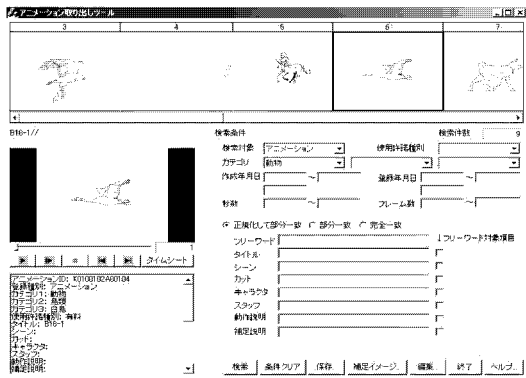 アニメーション取り出しツール
3 4 5 6 7
B16-1//
検索条件 検索件数 9
検索対象 アニメーション 使用許諾種別
カテゴリ 動物
作成年月日 ～ 登録年月日 ～
秒数 ～ フレーム数 ～
正規化して部分一致 部分一致 完全一致
フリーワード ↓フリーワード対象項目
タイトル
シーン
カット
キャラクタ
スタッフ
動作説明
補足説明
1
タイムシート
アニメーションID: K0100102A60104
登録種別: アニメーション
カテゴリ1: 動物
カテゴリ2: 鳥類
カテゴリ3: 白鳥
使用許諾種別: 有料
タイトル: B16-1
シーン:
カット:
キャラクタ:
スタッフ:
動作説明:
補足説明:
検索 条件クリア 保存. 補足イメージ. 編集. 終了 ヘルプ..